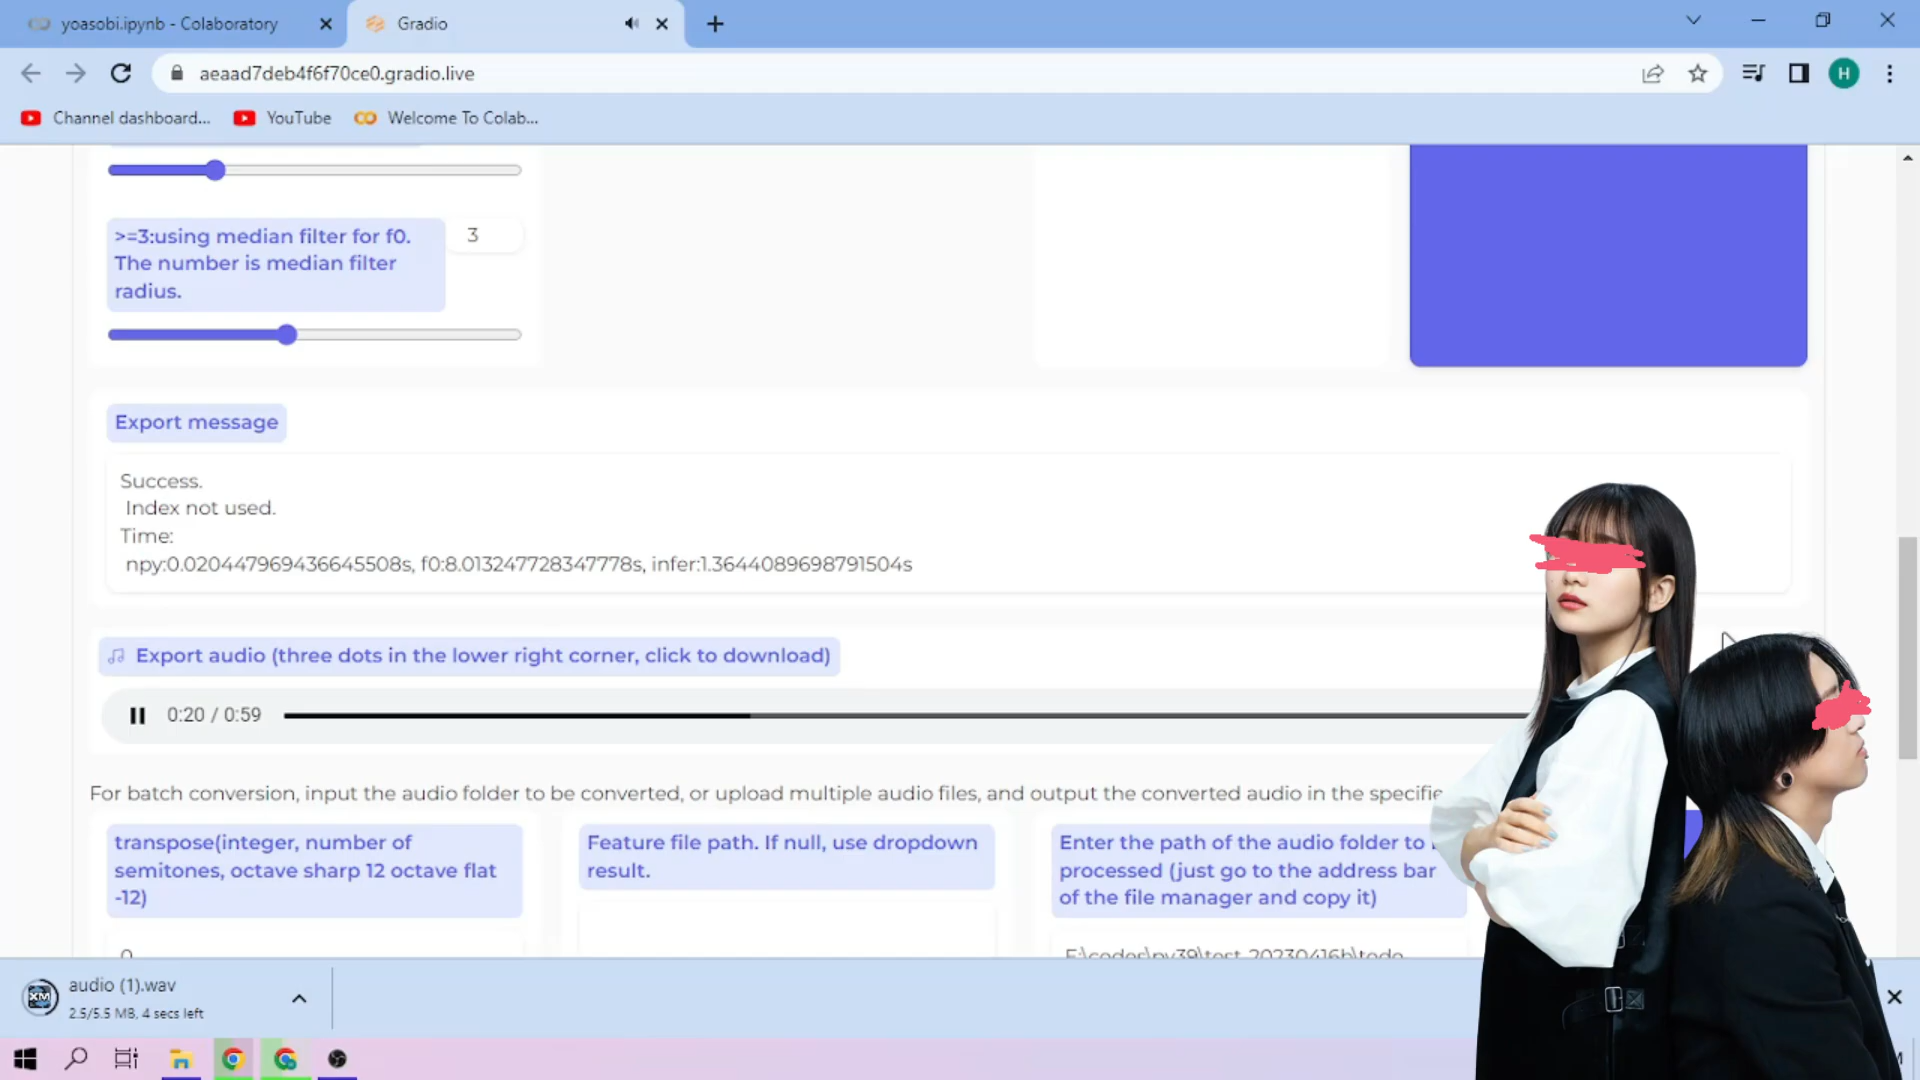 yoasobi.ipynb - Colaboratory
Gradio
aeaad7deb4f6f70ce0.gradio.live
H
Channel dashboard...
YouTube
Welcome To Colab...
>=3:using median filter for f0.
The number is median filter
radius.
3
Export message
Success.
Index not used.
Time:
npy:0.020447969436645508s, f0:8.013247728347778s, infer:1.3644089698791504s
Export audio (three dots in the lower right corner, click to download)
0:20 / 0:59
For batch conversion, input the audio folder to be converted, or upload multiple audio files, and output the converted audio in the specifie
transpose(integer, number of
semitones, octave sharp 12 octave flat
-12)
Feature file path. If null, use dropdown
result.
Enter the path of the audio folder to
processed (just go to the address bar
of the file manager and copy it)
0
E:\codes\py39\test-20230416b\todo
XM
audio (1).wav
2.5/5.5 MB, 4 secs left